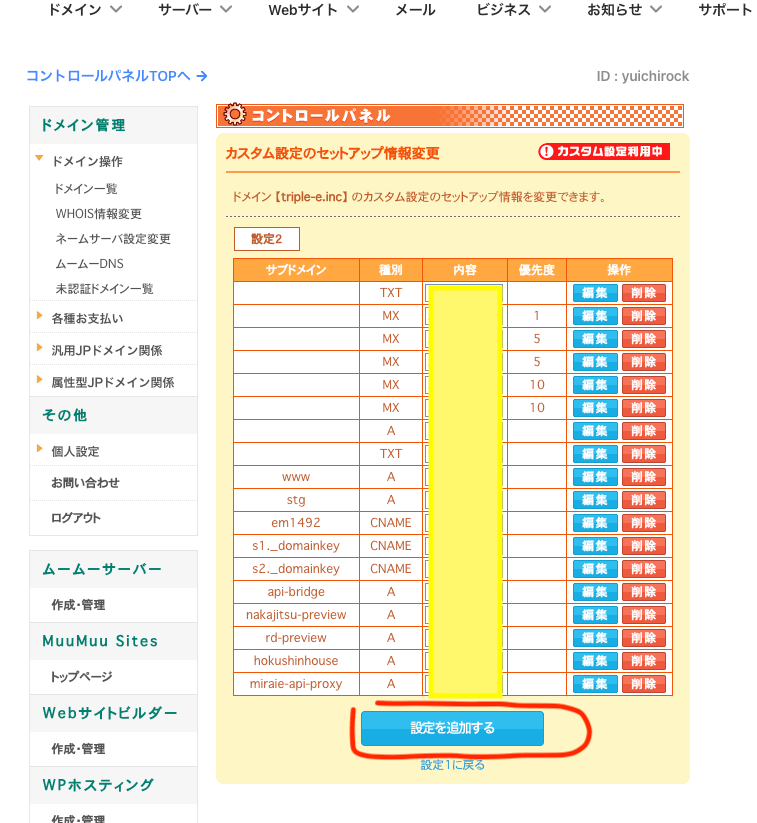 ドメイン サーバー Webサイト メール ビジネス お知らせ サポート
コントロールパネルTOPへ → ID : yuichirock
ドメイン管理
ドメイン操作
ドメイン一覧
WHOIS情報変更
ネームサーバ設定変更
ムームーDNS
未認証ドメイン一覧
各種お支払い
汎用JPドメイン関係
属性型JPドメイン関係
その他
個人設定
お問い合わせ
ログアウト
ムームーサーバー
作成・管理
MuuMuu Sites
トップページ
Webサイトビルダー
作成・管理
WPホスティング
作成・管理
コントロールパネル
カスタム設定のセットアップ情報変更 カスタム設定利用中
ドメイン【triple-e.inc】のカスタム設定のセットアップ情報を変更できます。
設定2
サブドメイン 種別 内容 優先度 操作
TXT 編集 削除
MX 1 編集 削除
MX 5 編集 削除
MX 5 編集 削除
MX 10 編集 削除
MX 10 編集 削除
A 編集 削除
TXT 編集 削除
www A 編集 削除
stg A 編集 削除
em1492 CNAME 編集 削除
s1._domainkey CNAME 編集 削除
s2._domainkey CNAME 編集 削除
api-bridge A 編集 削除
nakajitsu-preview A 編集 削除
rd-preview A 編集 削除
hokushinhouse A 編集 削除
miraie-api-proxy A 編集 削除
設定を追加する
設定1に戻る